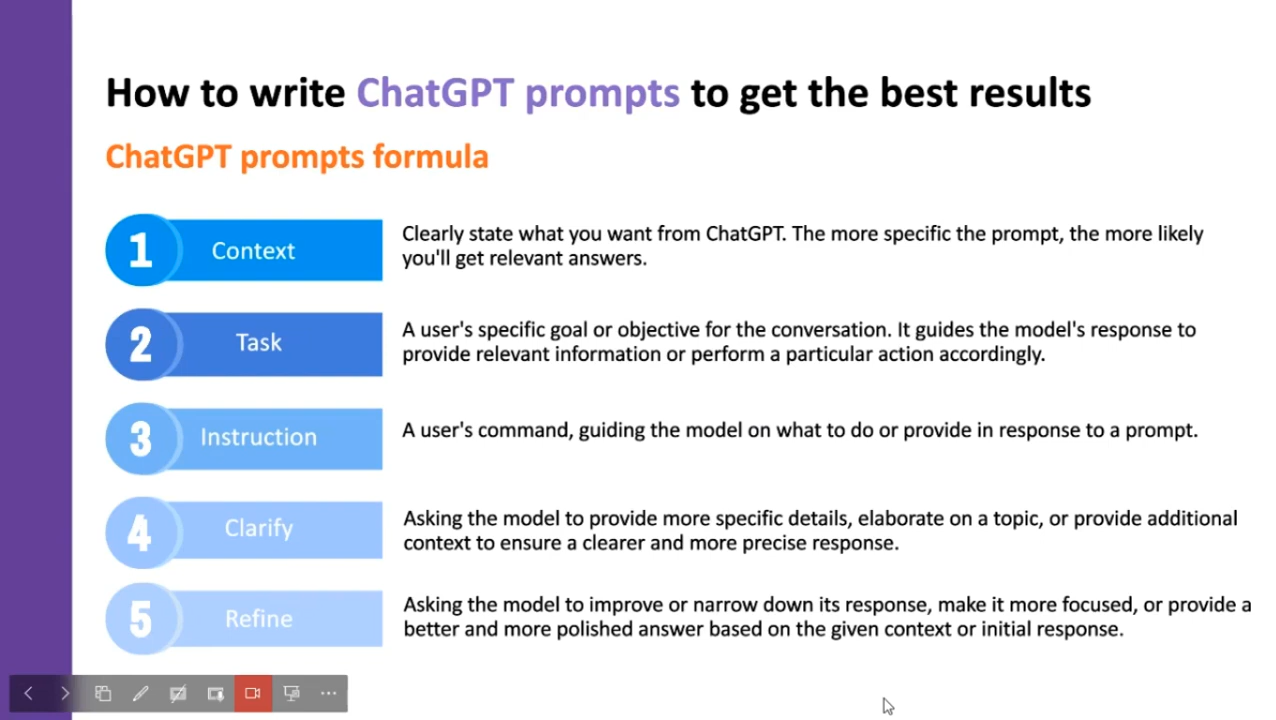 How to write ChatGPT prompts to get the best results
ChatGPT prompts formula
1
Context
Clearly state what you want from ChatGPT. The more specific the prompt, the more likely
you'll get relevant answers.
2
Task
A user's specific goal or objective for the conversation. It guides the model's response to
provide relevant information or perform a particular action accordingly.
3
Instruction
A user's command, guiding the model on what to do or provide in response to a prompt.
4
Clarify
Asking the model to provide more specific details, elaborate on a topic, or provide additional
context to ensure a clearer and more precise response.
5
Refine
Asking the model to improve or narrow down its response, make it more focused, or provide a
better and more polished answer based on the given context or initial response.